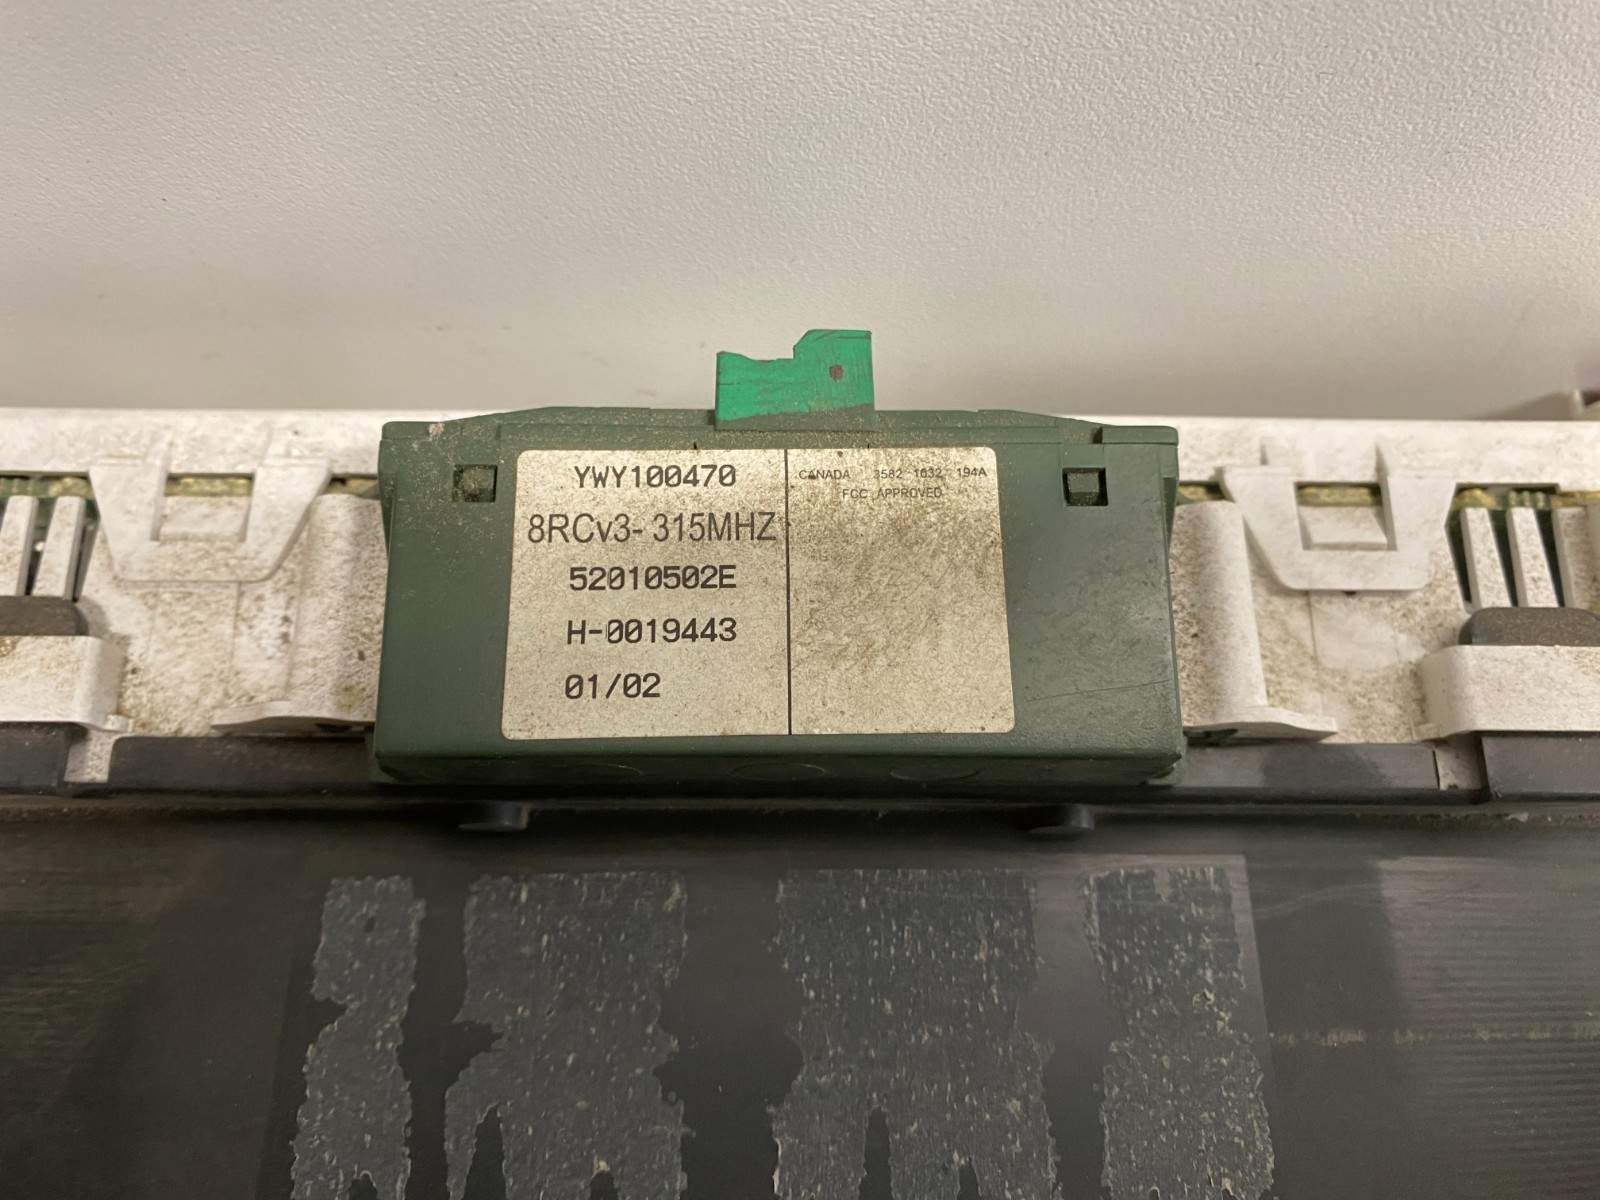 YWY100470
8RCv3- 315MHZ
52010502E
H-0019443
01/02
CANADA 3582 1032 194A
FCC APPROVED